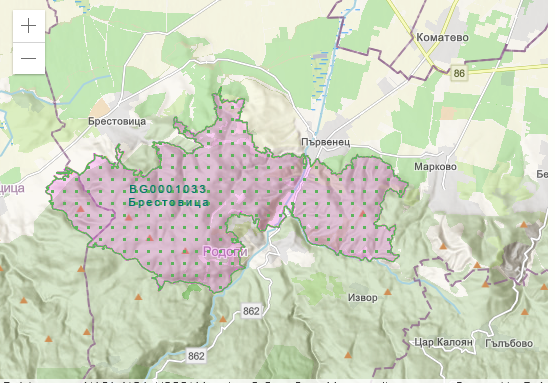 Коматево
86
Брестовица
Първенец
Марково
BG0001033
Брестовица
Родопи
Извор
862
Цар Калоян
Гълъбово
862